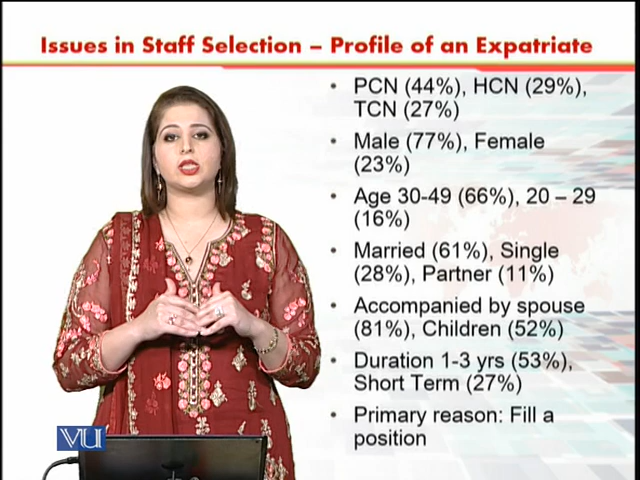 Issues in Staff Selection – Profile of an Expatriate
• PCN (44%), HCN (29%),
TCN (27%)
• Male (77%), Female
(23%)
• Age 30-49 (66%), 20 – 29
(16%)
• Married (61%), Single
(28%), Partner (11%)
• Accompanied by spouse
(81%), Children (52%)
• Duration 1-3 yrs (53%),
Short Term (27%)
• Primary reason: Fill a
position
VU